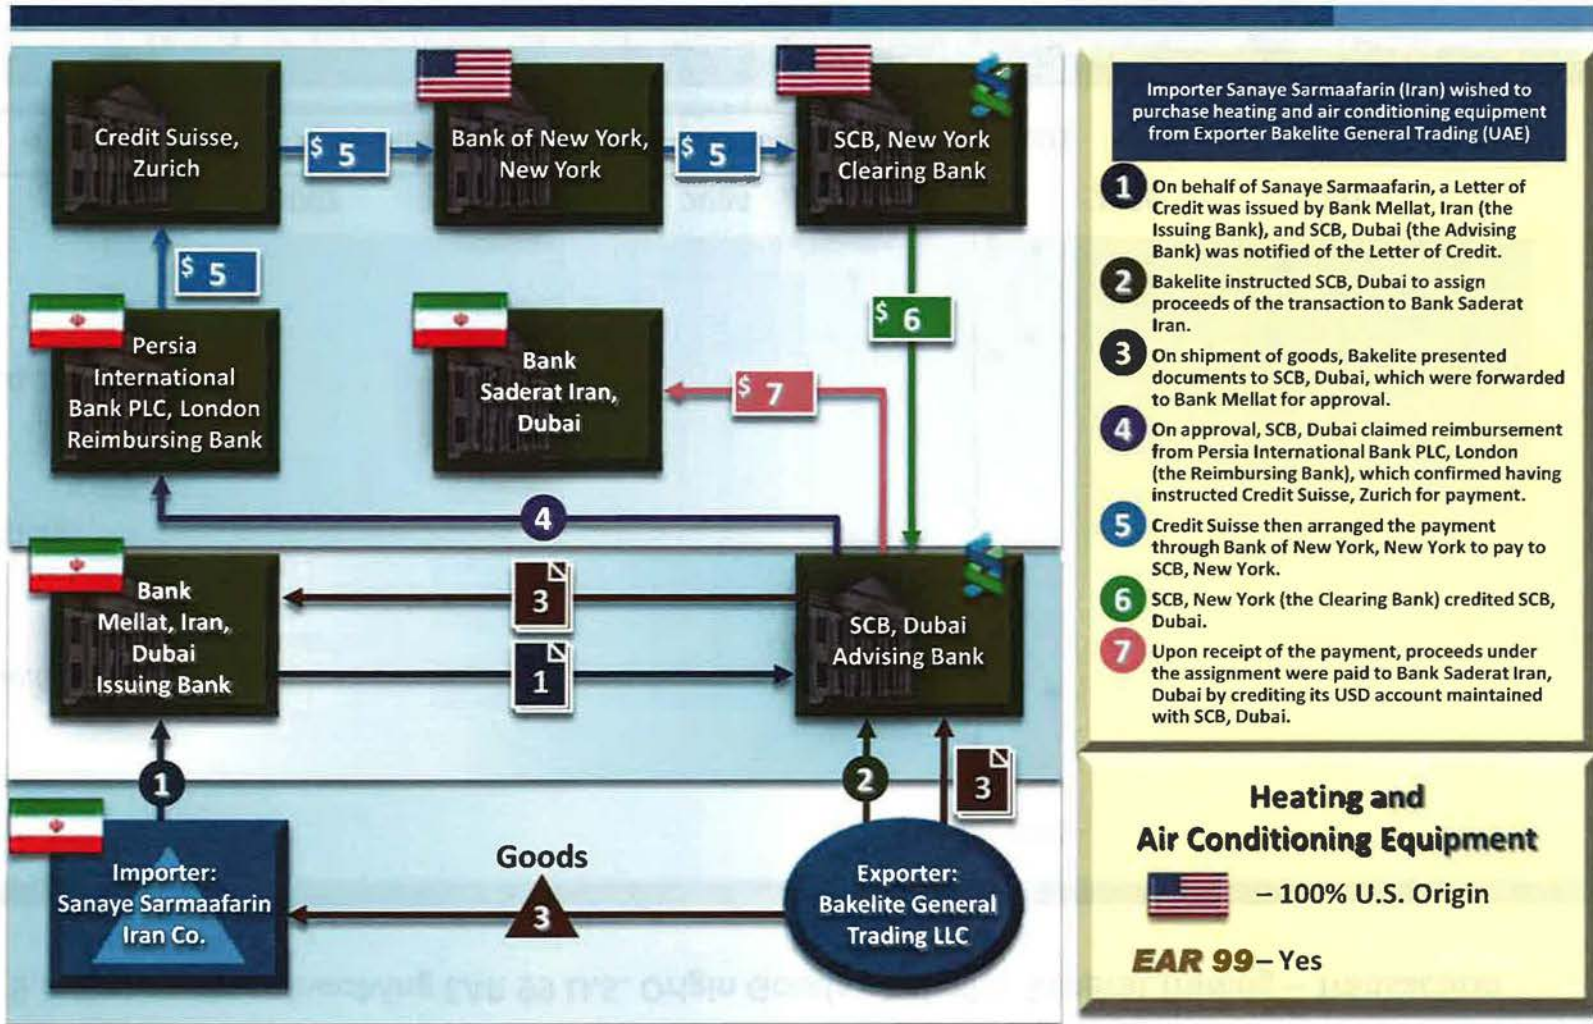 Credit Suisse,
Zurich
$ 5
Bank of New York,
New York
$ 5
SCB, New York
Clearing Bank
$ 5
$ 6
Persia
International
Bank PLC, London
Reimbursing Bank
Bank
Saderat Iran,
Dubai
$ 7
4
Bank
Mellat, Iran,
Dubai
Issuing Bank
3
1
SCB, Dubai
Advising Bank
1
2
3
Importer:
Sanaye Sarmaafarin
Iran Co.
Goods
3
Exporter:
Bakelite General
Trading LLC
Importer Sanaye Sarmaafarin (Iran) wished to
purchase heating and air conditioning equipment
from Exporter Bakelite General Trading (UAE)
1 On behalf of Sanaye Sarmaafarin, a Letter of
Credit was issued by Bank Mellat, Iran (the
Issuing Bank), and SCB, Dubai (the Advising
Bank) was notified of the Letter of Credit.
2 Bakelite instructed SCB, Dubai to assign
proceeds of the transaction to Bank Saderat
Iran.
3 On shipment of goods, Bakelite presented
documents to SCB, Dubai, which were forwarded
to Bank Mellat for approval.
4 On approval, SCB, Dubai claimed reimbursement
from Persia International Bank PLC, London
(the Reimbursing Bank), which confirmed having
instructed Credit Suisse, Zurich for payment.
5 Credit Suisse then arranged the payment
through Bank of New York, New York to pay to
SCB, New York.
6 SCB, New York (the Clearing Bank) credited SCB,
Dubai.
7 Upon receipt of the payment, proceeds under
the assignment were paid to Bank Saderat Iran,
Dubai by crediting its USD account maintained
with SCB, Dubai.
Heating and
Air Conditioning Equipment
– 100% U.S. Origin
EAR 99 – Yes